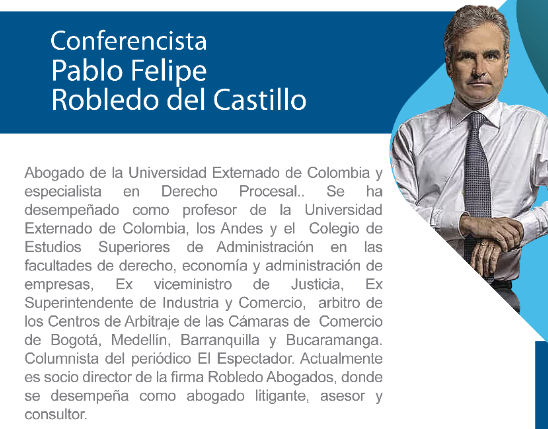 Conferencista
Pablo Felipe
Robledo del Castillo
Abogado de la Universidad Externado de Colombia y
especialista en Derecho Procesal.. Se ha
desempeñado como profesor de la Universidad
Externado de Colombia, los Andes y el Colegio de
Estudios Superiores de Administración en las
facultades de derecho, economía y administración de
empresas, Ex viceministro de Justicia, Ex
Superintendente de Industria y Comercio, arbitro de
los Centros de Arbitraje de las Cámaras de Comercio
de Bogotá, Medellín, Barranquilla y Bucaramanga.
Columnista del periódico El Espectador. Actualmente
es socio director de la firma Robledo Abogados, donde
se desempeña como abogado litigante, asesor y
consultor.